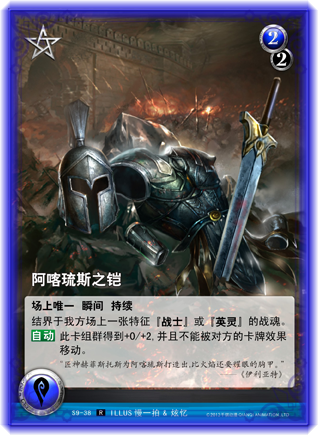 2
2
阿喀琉斯之铠
场上唯一 瞬间 持续
结界于我方场上一张特征『战士』或『英灵』的战魂。
自动 此卡组群得到+0/+2,并且不能被对方的卡牌效果
移动。
“匠神赫菲斯托斯为阿喀琉斯打造出,比火焰还要耀眼的胸甲。”
(伊利亚特)
S9-38 R ILLUS 悼一拍 & 炫忆